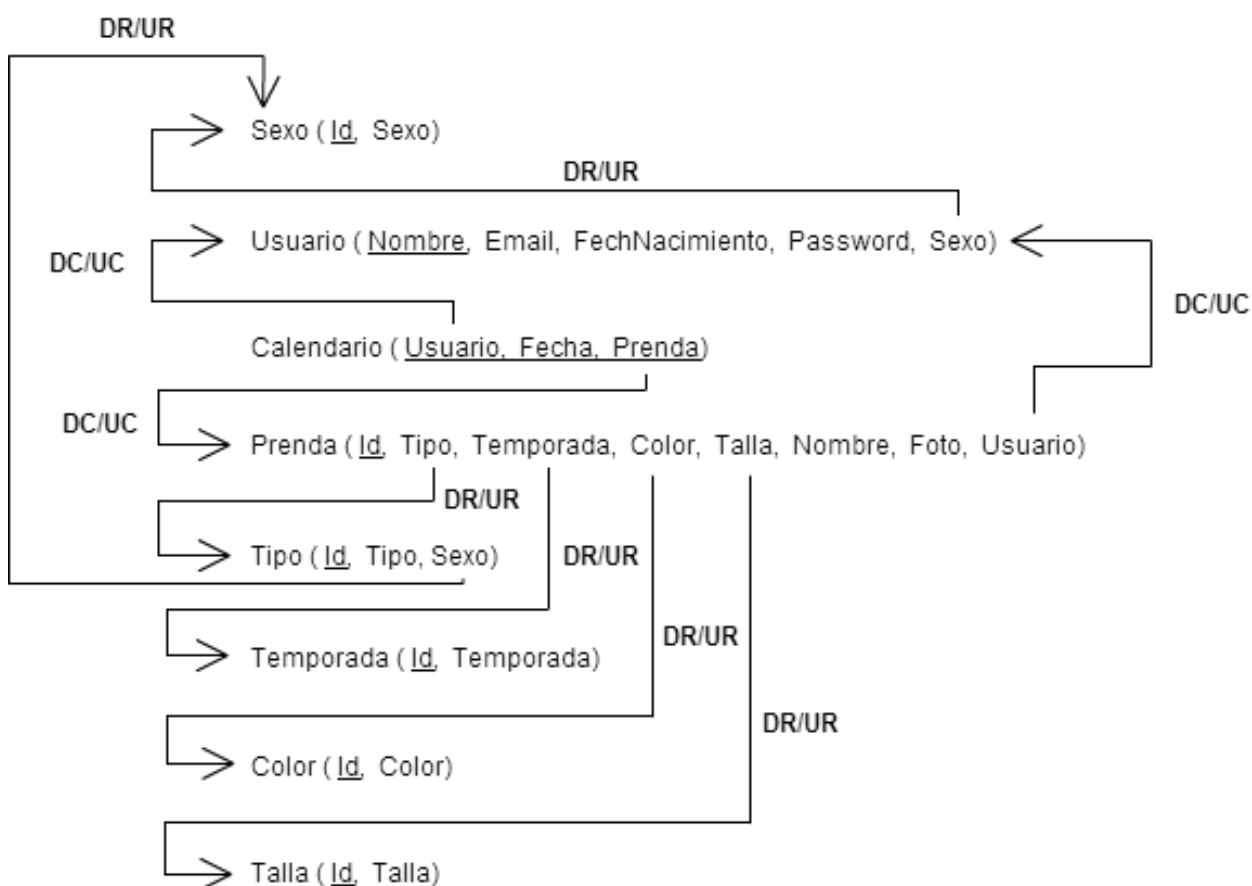 DR/UR
Sexo ( Id, Sexo)
DR/UR
Usuario ( Nombre, Email, FechNacimiento, Password, Sexo)
DC/UC
DC/UC
Calendario ( Usuario, Fecha, Prenda)
DC/UC
Prenda ( Id, Tipo, Temporada, Color, Talla, Nombre, Foto, Usuario)
DR/UR
Tipo ( Id, Tipo, Sexo)
DR/UR
Temporada ( Id, Temporada)
DR/UR
Color ( Id, Color)
DR/UR
Talla ( Id, Talla)